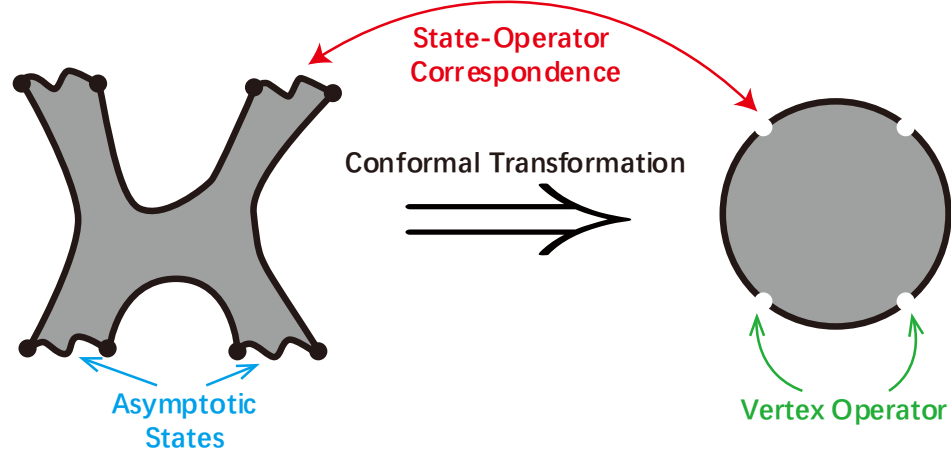 State-Operator
Correspondence
Conformal Transformation
Asymptotic
States
Vertex Operator